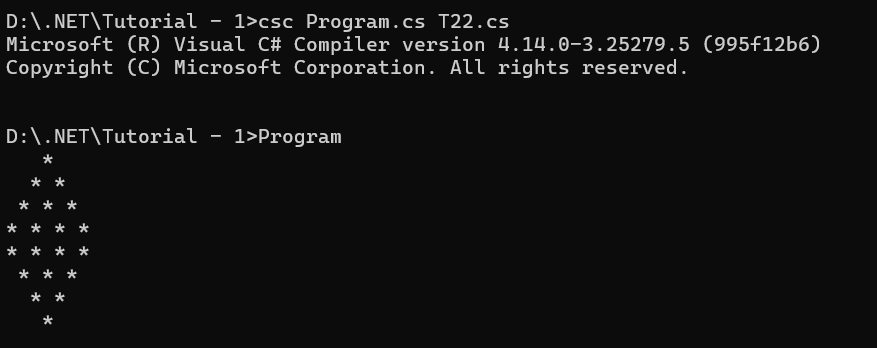 D:\.NET\Tutorial - 1>csc Program.cs T22.cs
Microsoft (R) Visual C# Compiler version 4.14.0-3.25279.5 (995f12b6)
Copyright (C) Microsoft Corporation. All rights reserved.

D:\.NET\Tutorial - 1>Program
   *
  * *
 * * *
* * * *
* * * *
 * * *
  * *
   *